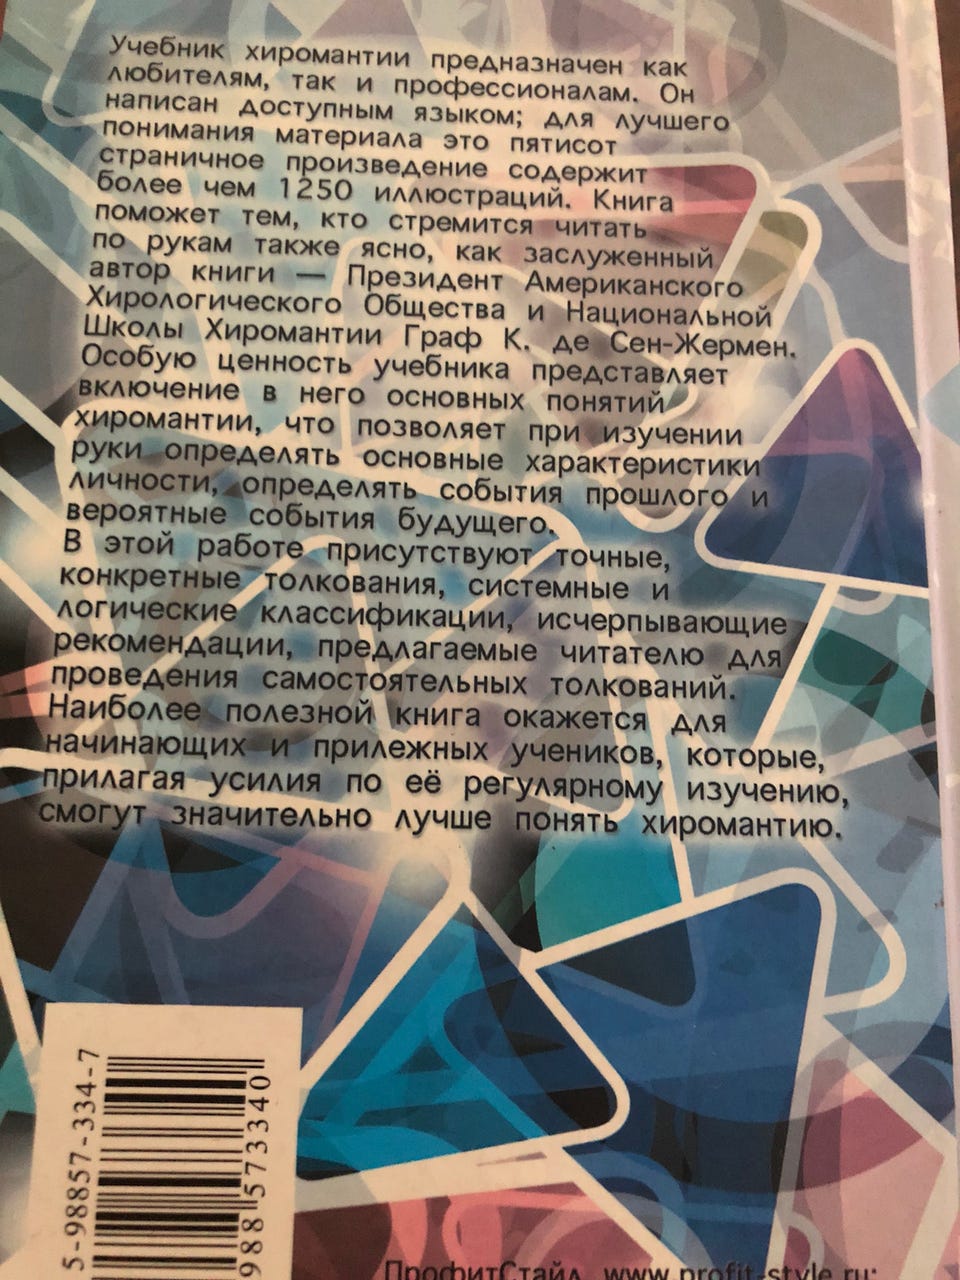 Учебник хиромантии предназначен как
любителям, так и профессионалам. Он
написан доступным языком; для лучшего
понимания материала это пятисот
страничное произведение содержит
более чем 1250 иллюстраций. Книга
поможет тем, кто стремится читать
по рукам также ясно, как заслуженный
автор книги — Президент Американского
Хирологического Общества и Национальной
Школы Хиромантии Граф К. де Сен-Жермен.
Особую ценность учебника представляет
включение в него основных понятий
хиромантии, что позволяет при изучении
руки определять основные характеристики
личности, определять события прошлого и
вероятные события будущего.
В этой работе присутствуют точные,
конкретные толкования, системные и
логические классификации, исчерпывающие
рекомендации, предлагаемые читателю для
проведения самостоятельных толкований.
Наиболее полезной книга окажется для
начинающих и прилежных учеников, которые,
прилагая усилия по её регулярному изучению,
смогут значительно лучше понять хиромантию.
5-98857-334-7
988 573340
ПрофитСтайл www.profit-style.ru;